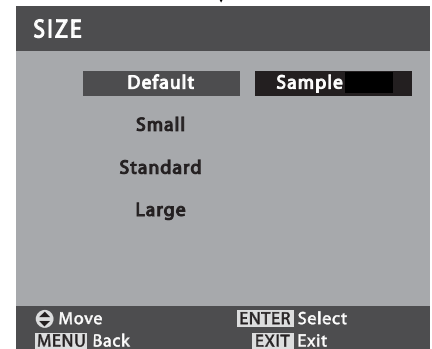 SIZE
Default Sample
Small
Standard
Large
Move ENTER Select
MENU Back EXIT Exit